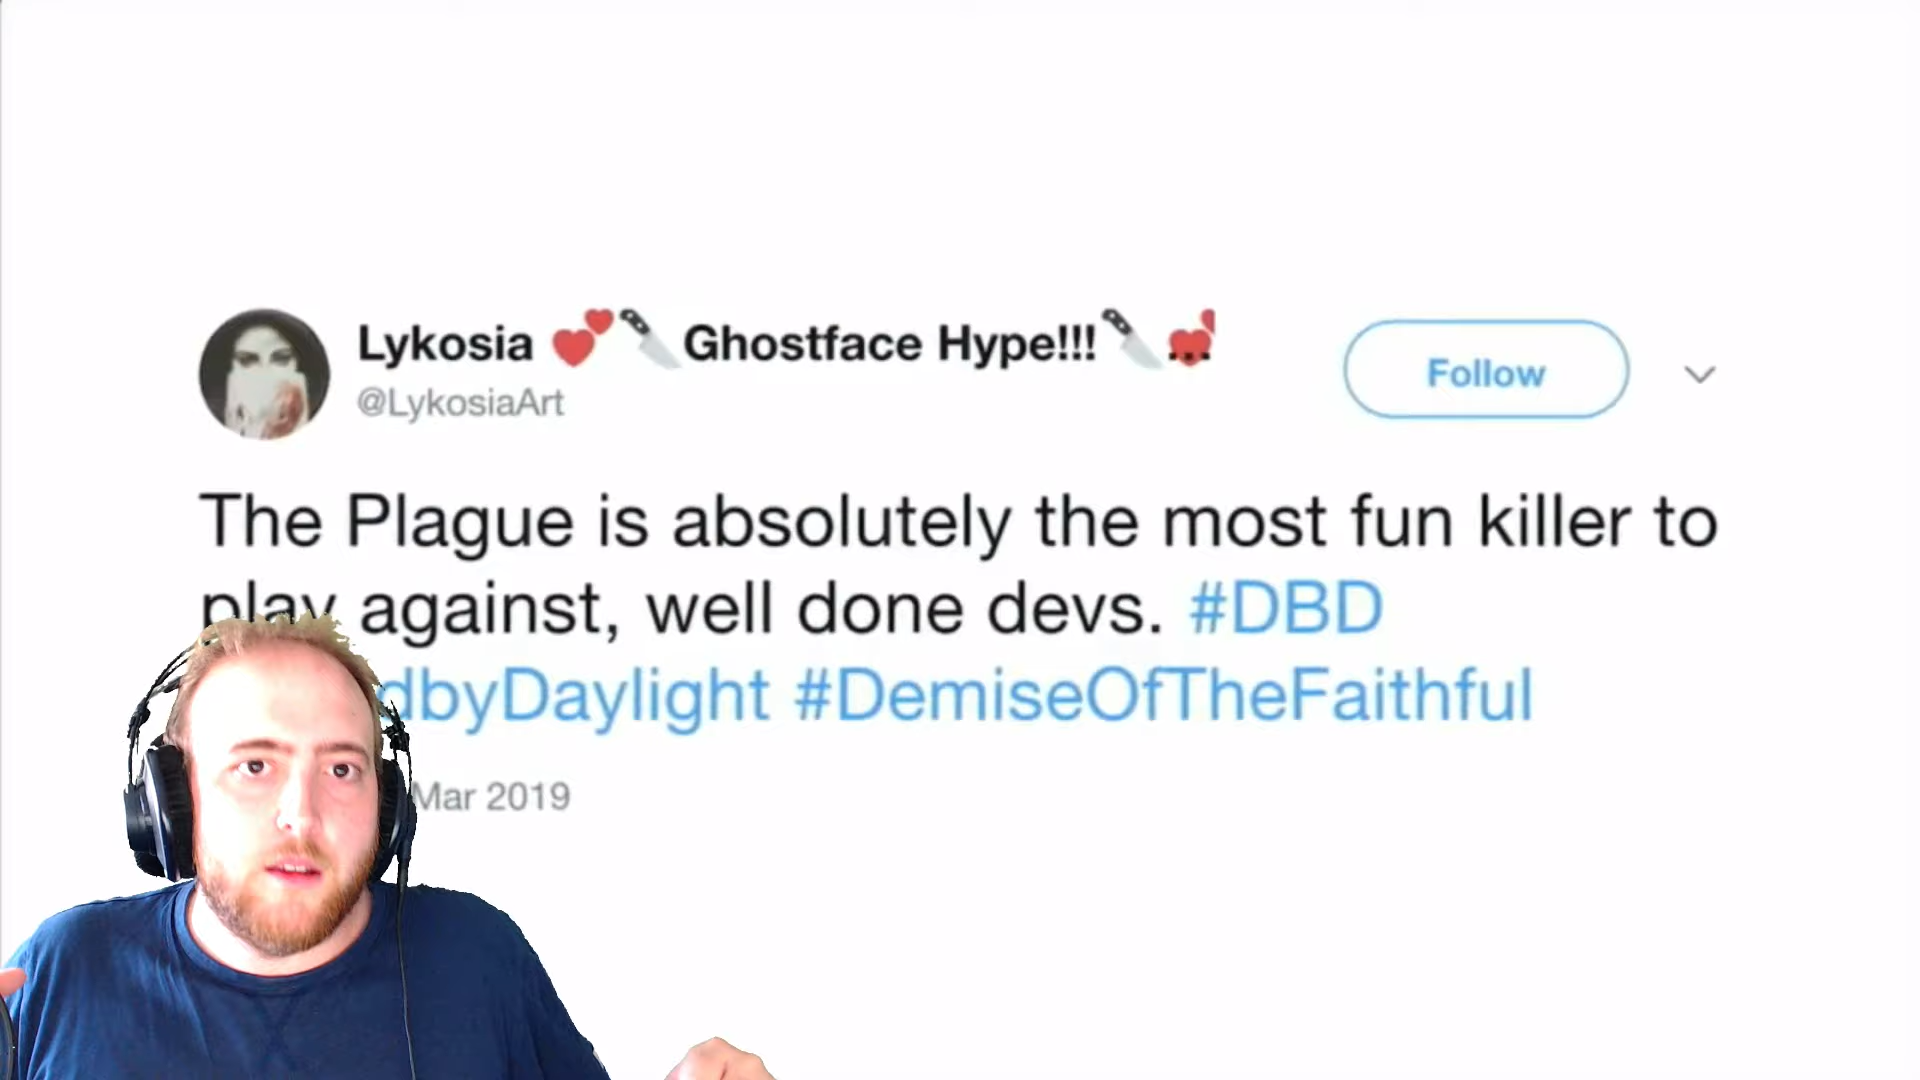 Lykosia 💕🔪Ghostface Hype!!!🔪💕...
@LykosiaArt
Follow
The Plague is absolutely the most fun killer to
play against, well done devs. #DBD
dbyDaylight #DemiseOfTheFaithful
Mar 2019